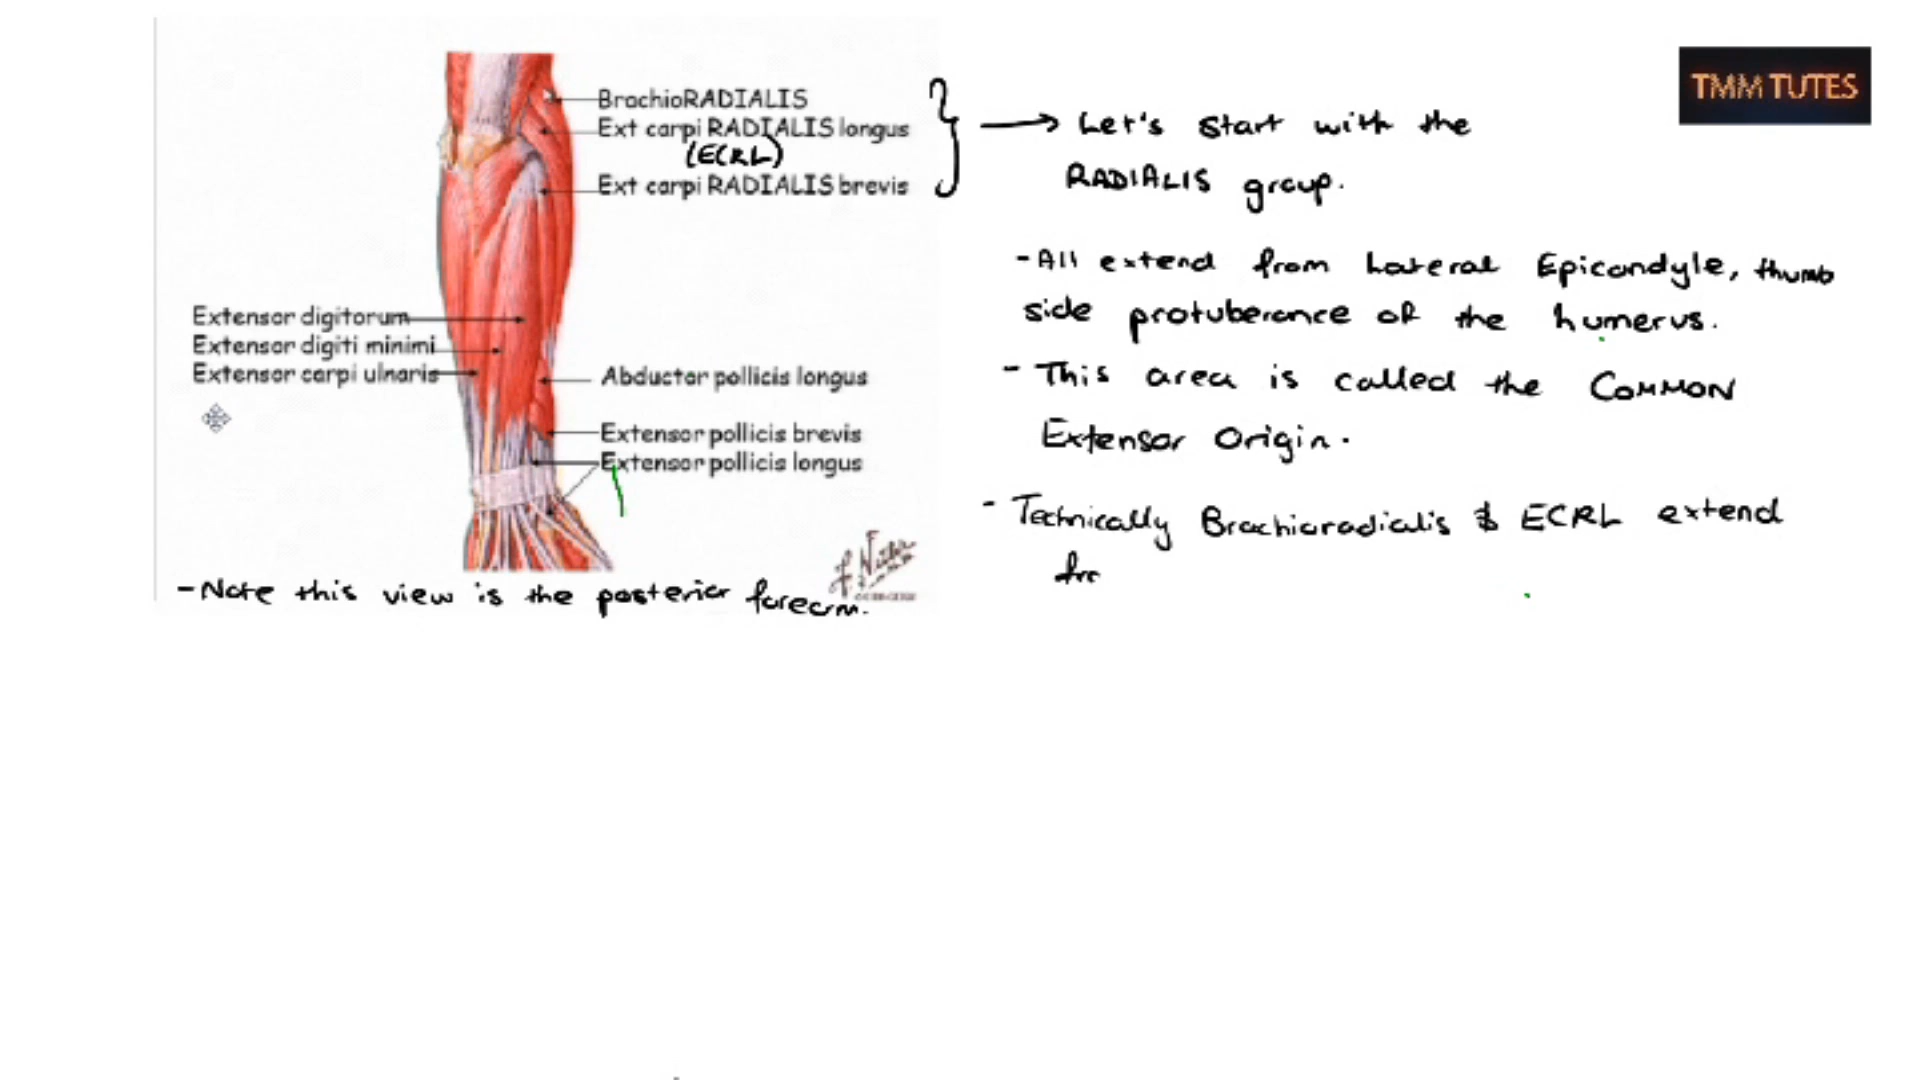 TMM TUTES
BrachioRADIALIS
Ext carpi RADIALIS longus
(ECRL)
Ext carpi RADIALIS brevis
Let's start with the
RADIALIS group.
-All extend from Lateral Epicondyle, thumb
side protuberance of the humerus.
- This area is called the COMMON
Extensor Origin.
- Technically Brachioradialis & ECRL extend
fro
Extensor digitorum
Extensor digiti minimi
Extensor carpi ulnaris
Abductor pollicis longus
Extensor pollicis brevis
Extensor pollicis longus
-Note this view is the posterior forearm.